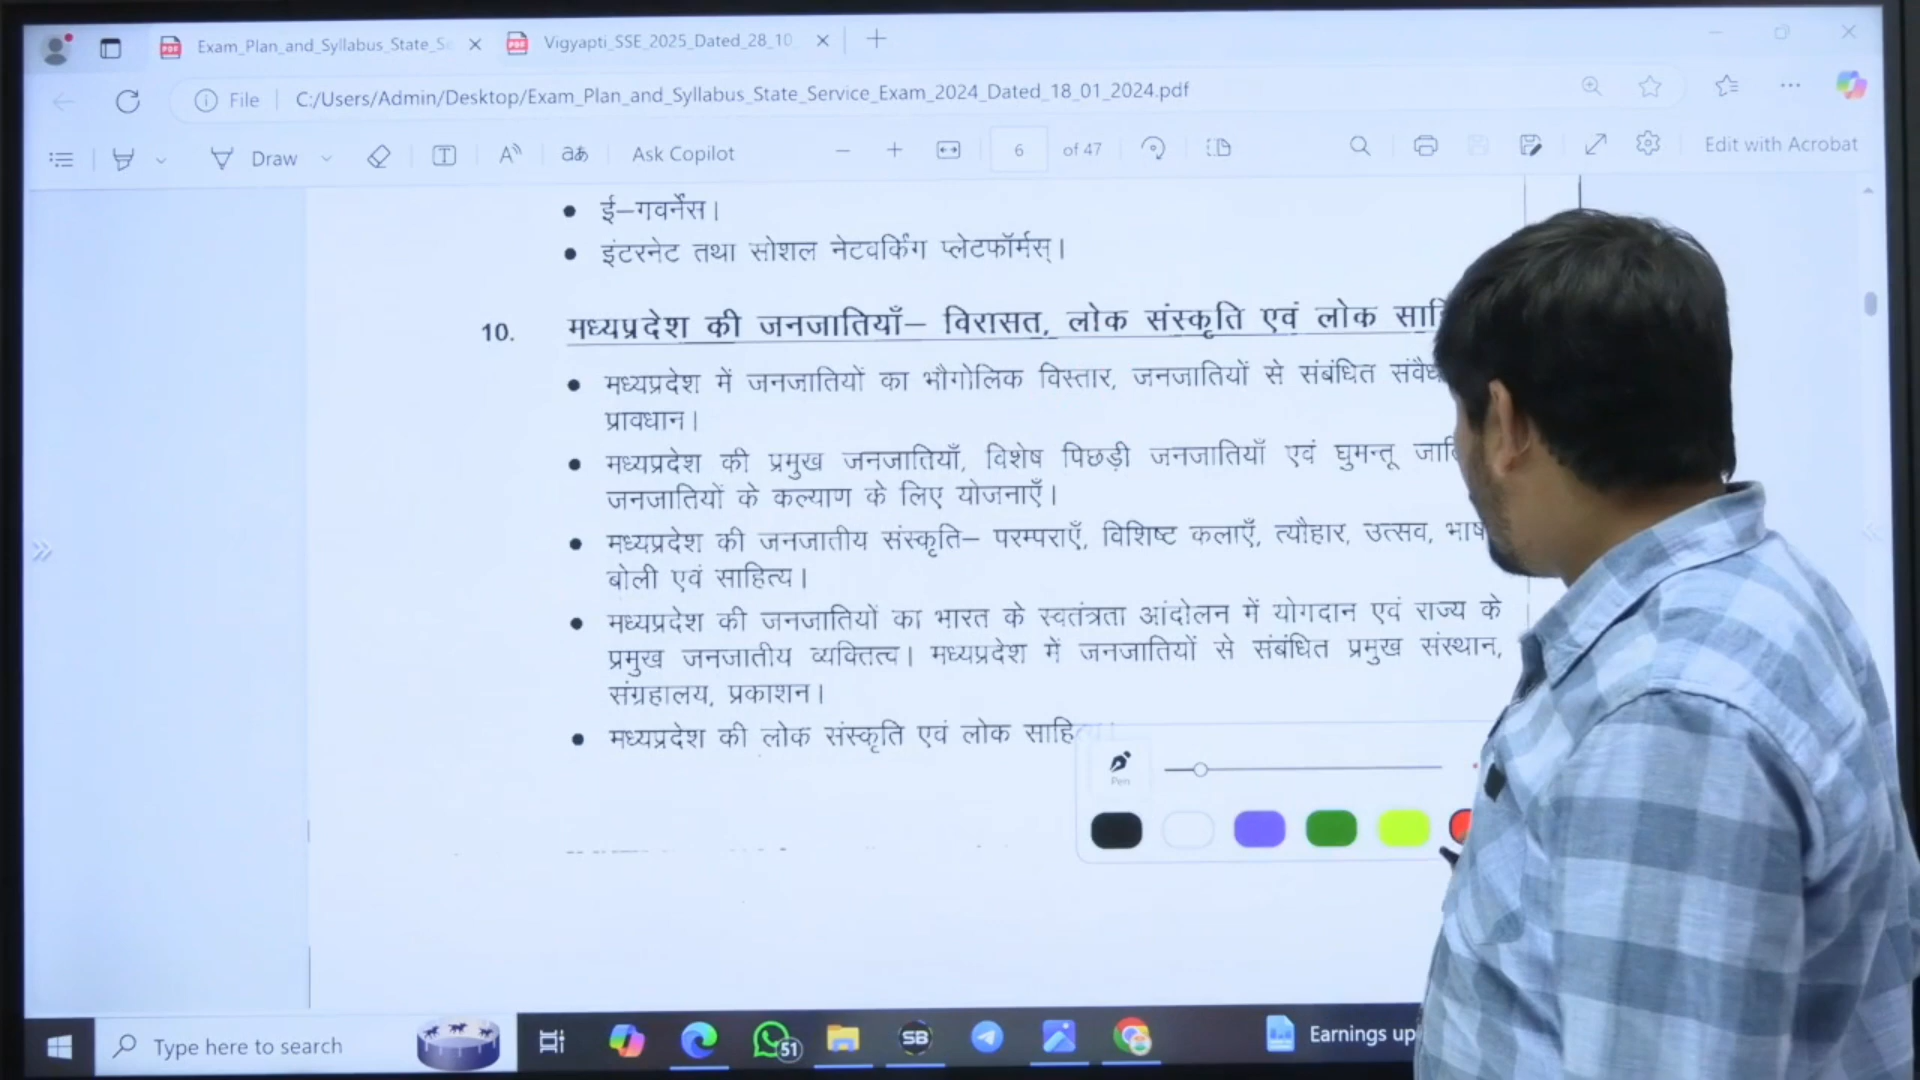 Exam_Plan_and_Syllabus_State_Se
Vigyapti_SSE_2025_Dated_28_10
File
C:/Users/Admin/Desktop/Exam_Plan_and_Syllabus_State_Service_Exam_2024_Dated_18_01_2024.pdf
Draw
Ask Copilot
6 of 47
Edit with Acrobat
• ई–गवर्नेंस।
• इंटरनेट तथा सोशल नेटवर्किंग प्लेटफॉर्मस्।
10. मध्यप्रदेश की जनजातियाँ– विरासत, लोक संस्कृति एवं लोक
• मध्यप्रदेश में जनजातियों का भौगोलिक विस्तार, जनजातियों से संबंधित
प्रावधान।
• मध्यप्रदेश की प्रमुख जनजातियाँ, विशेष पिछड़ी जनजातियाँ एवं घुमन्तू
जनजातियों के कल्याण के लिए योजनाएँ।
• मध्यप्रदेश की जनजातीय संस्कृति– परम्पराएँ, विशिष्ट कलाएँ, त्यौहार, उत्सव,
बोली एवं साहित्य।
• मध्यप्रदेश की जनजातियों का भारत के स्वतंत्रता आंदोलन में योगदान एवं राज्य के
प्रमुख जनजातीय व्यक्तित्व। मध्यप्रदेश में जनजातियों से संबंधित प्रमुख संस्थान,
संग्रहालय, प्रकाशन।
• मध्यप्रदेश की लोक संस्कृति एवं लोक
Pen
Type here to search
51
SB
Earnings up